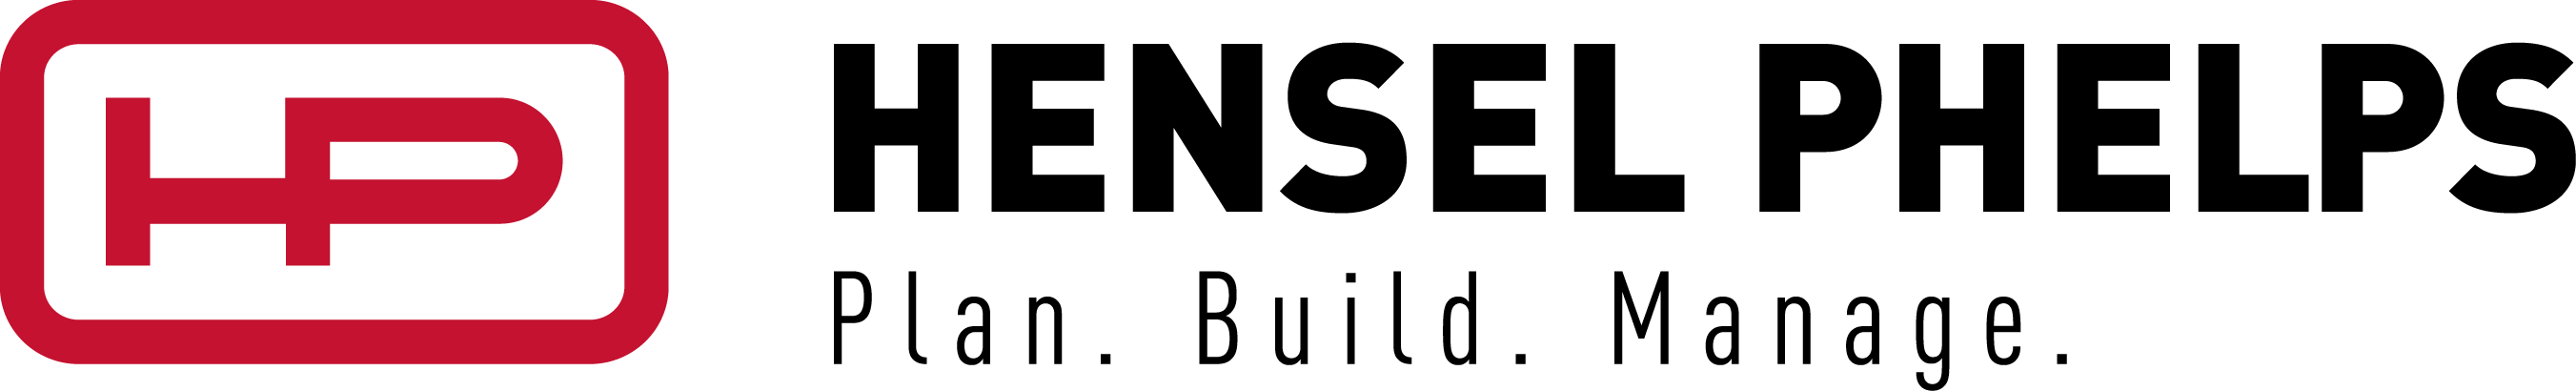 HP
HENSEL PHELPS
Plan. Build. Manage.